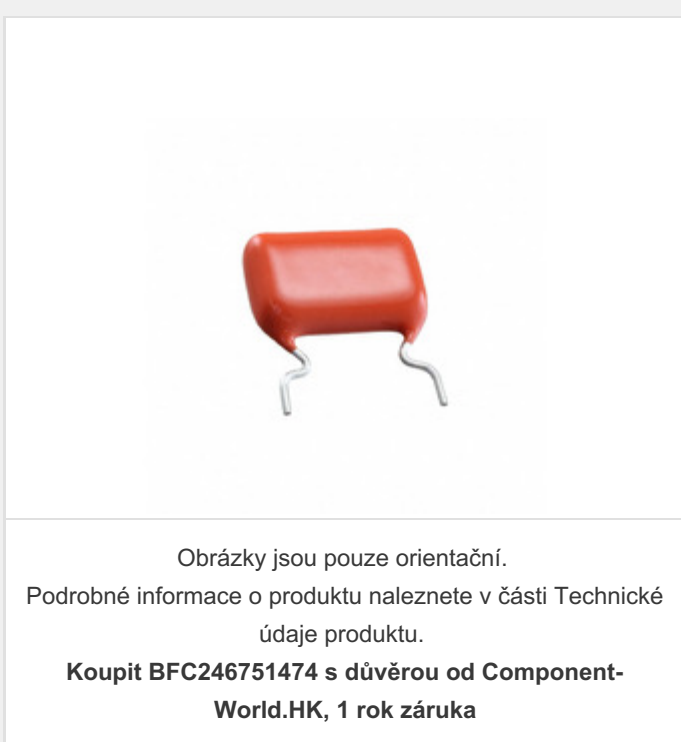 Obrázky jsou pouze orientační.
Podrobné informace o produktu naleznete v části Technické
údaje produktu.
Koupit BFC246751474 s důvěrou od Component-
World.HK, 1 rok záruka